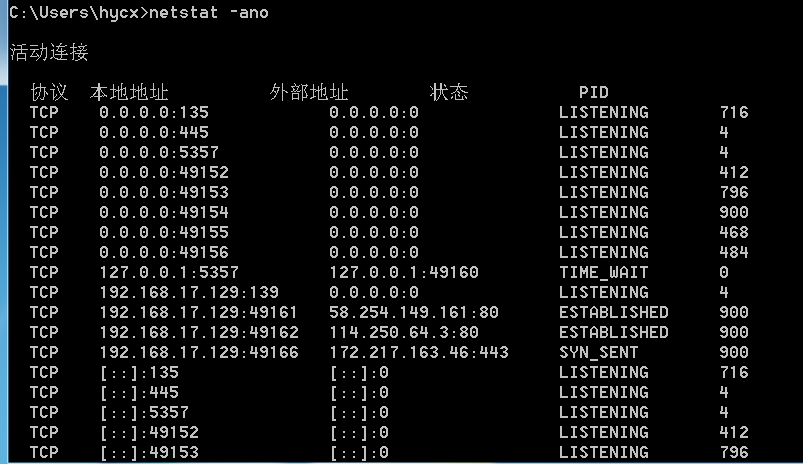 C:\Users\hycx>netstat -ano
活动连接
协议 本地地址 外部地址 状态 PID
TCP 0.0.0.0:135 0.0.0.0:0 LISTENING 716
TCP 0.0.0.0:445 0.0.0.0:0 LISTENING 4
TCP 0.0.0.0:5357 0.0.0.0:0 LISTENING 4
TCP 0.0.0.0:49152 0.0.0.0:0 LISTENING 412
TCP 0.0.0.0:49153 0.0.0.0:0 LISTENING 796
TCP 0.0.0.0:49154 0.0.0.0:0 LISTENING 900
TCP 0.0.0.0:49155 0.0.0.0:0 LISTENING 468
TCP 0.0.0.0:49156 0.0.0.0:0 LISTENING 484
TCP 127.0.0.1:5357 127.0.0.1:49160 TIME_WAIT 0
TCP 192.168.17.129:139 0.0.0.0:0 LISTENING 4
TCP 192.168.17.129:49161 58.254.149.161:80 ESTABLISHED 900
TCP 192.168.17.129:49162 114.250.64.3:80 ESTABLISHED 900
TCP 192.168.17.129:49166 172.217.163.46:443 SYN_SENT 900
TCP [::]:135 [::]:0 LISTENING 716
TCP [::]:445 [::]:0 LISTENING 4
TCP [::]:5357 [::]:0 LISTENING 4
TCP [::]:49152 [::]:0 LISTENING 412
TCP [::]:49153 [::]:0 LISTENING 796